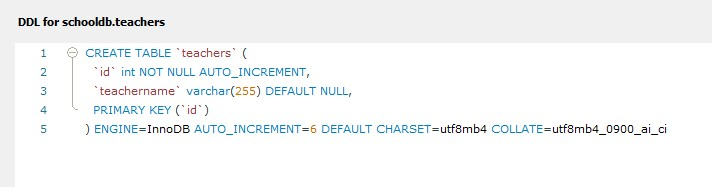 DDL for schooldb.teachers
1 CREATE TABLE `teachers` (
2 `id` int NOT NULL AUTO_INCREMENT,
3 `teachername` varchar(255) DEFAULT NULL,
4 PRIMARY KEY (`id`)
5 ) ENGINE=InnoDB AUTO_INCREMENT=6 DEFAULT CHARSET=utf8mb4 COLLATE=utf8mb4_0900_ai_ci